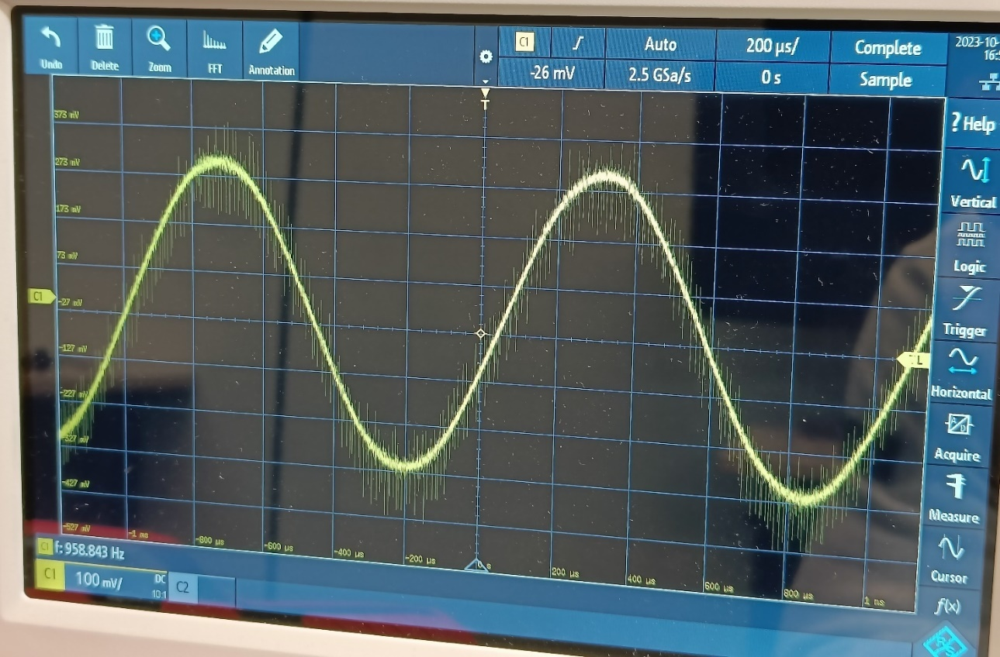 Undo
Delete
Zoom
FFT
Annotation
C1
Auto
200 µs/
Complete
2023-10-
-26 mV
2.5 GSa/s
0 s
Sample
16:
T
? Help
Vertical
Logic
Trigger
Horizontal
Acquire
Measure
Cursor
f(x)
373 mV
273 mV
173 mV
73 mV
C1
-27 mV
-127 mV
-227 mV
-327 mV
-427 mV
-527 mV
L
-1 ms
-800 µs
-600 µs
-400 µs
-200 µs
0 s
200 µs
400 µs
600 µs
800 µs
1 ms
C1 f: 958.843 Hz
C1
100 mV/
DC
10:1
C2
R&S